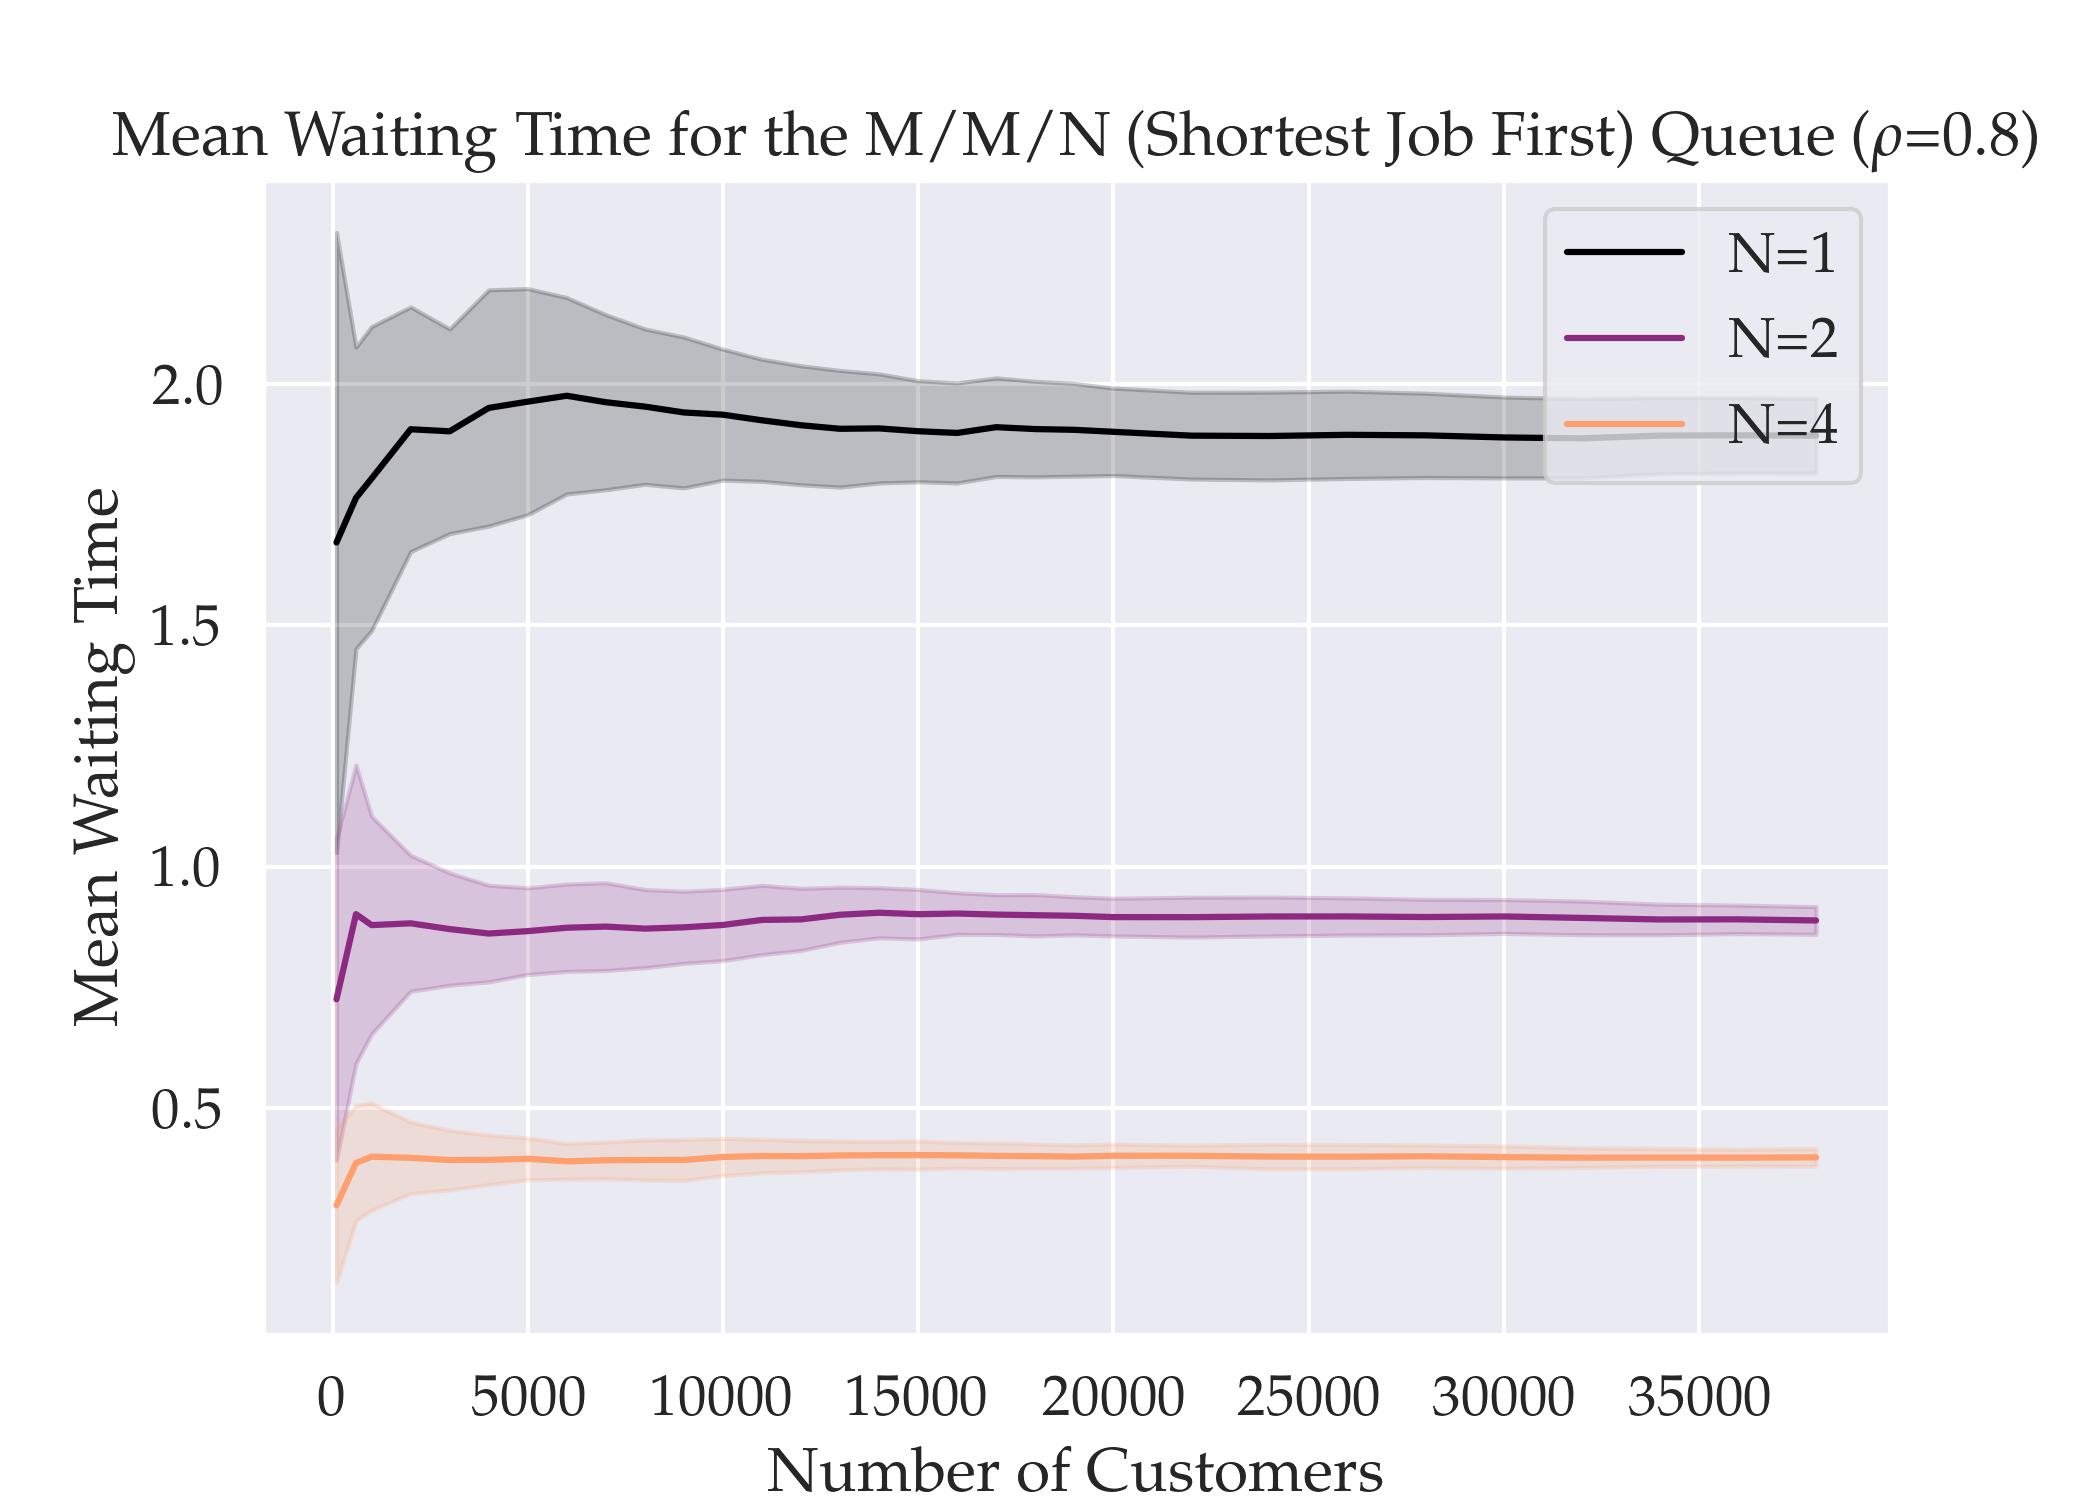 Mean Waiting Time for the M/M/N (Shortest Job First) Queue (ρ=0.8)
N=1
N=2
N=4
2.0
1.5
1.0
0.5
Mean Waiting Time
0 5000 10000 15000 20000 25000 30000 35000
Number of Customers